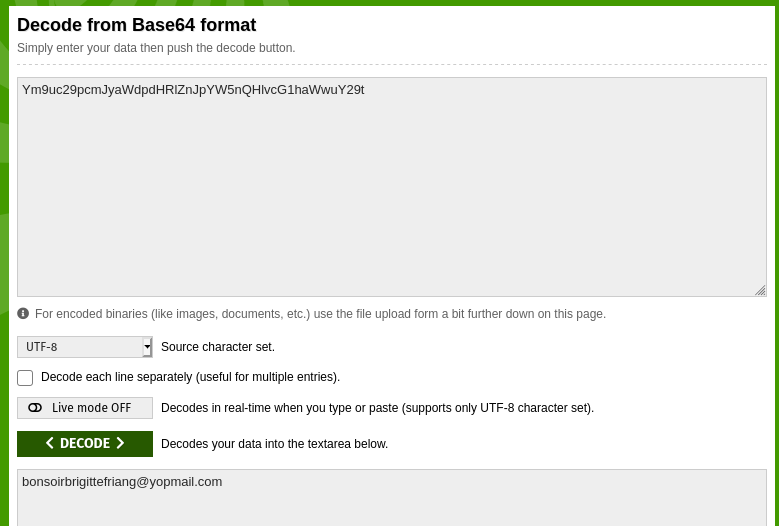 Decode from Base64 format
Simply enter your data then push the decode button.
Ym9uc29pcmJyaWdpdHRlZnJpYW5nQHlvcG1haWwuY29t
For encoded binaries (like images, documents, etc.) use the file upload form a bit further down on this page.
UTF-8 Source character set.
Decode each line separately (useful for multiple entries).
Live mode OFF Decodes in real-time when you type or paste (supports only UTF-8 character set).
< DECODE > Decodes your data into the textarea below.
bonsoirbrigittefriang@yopmail.com